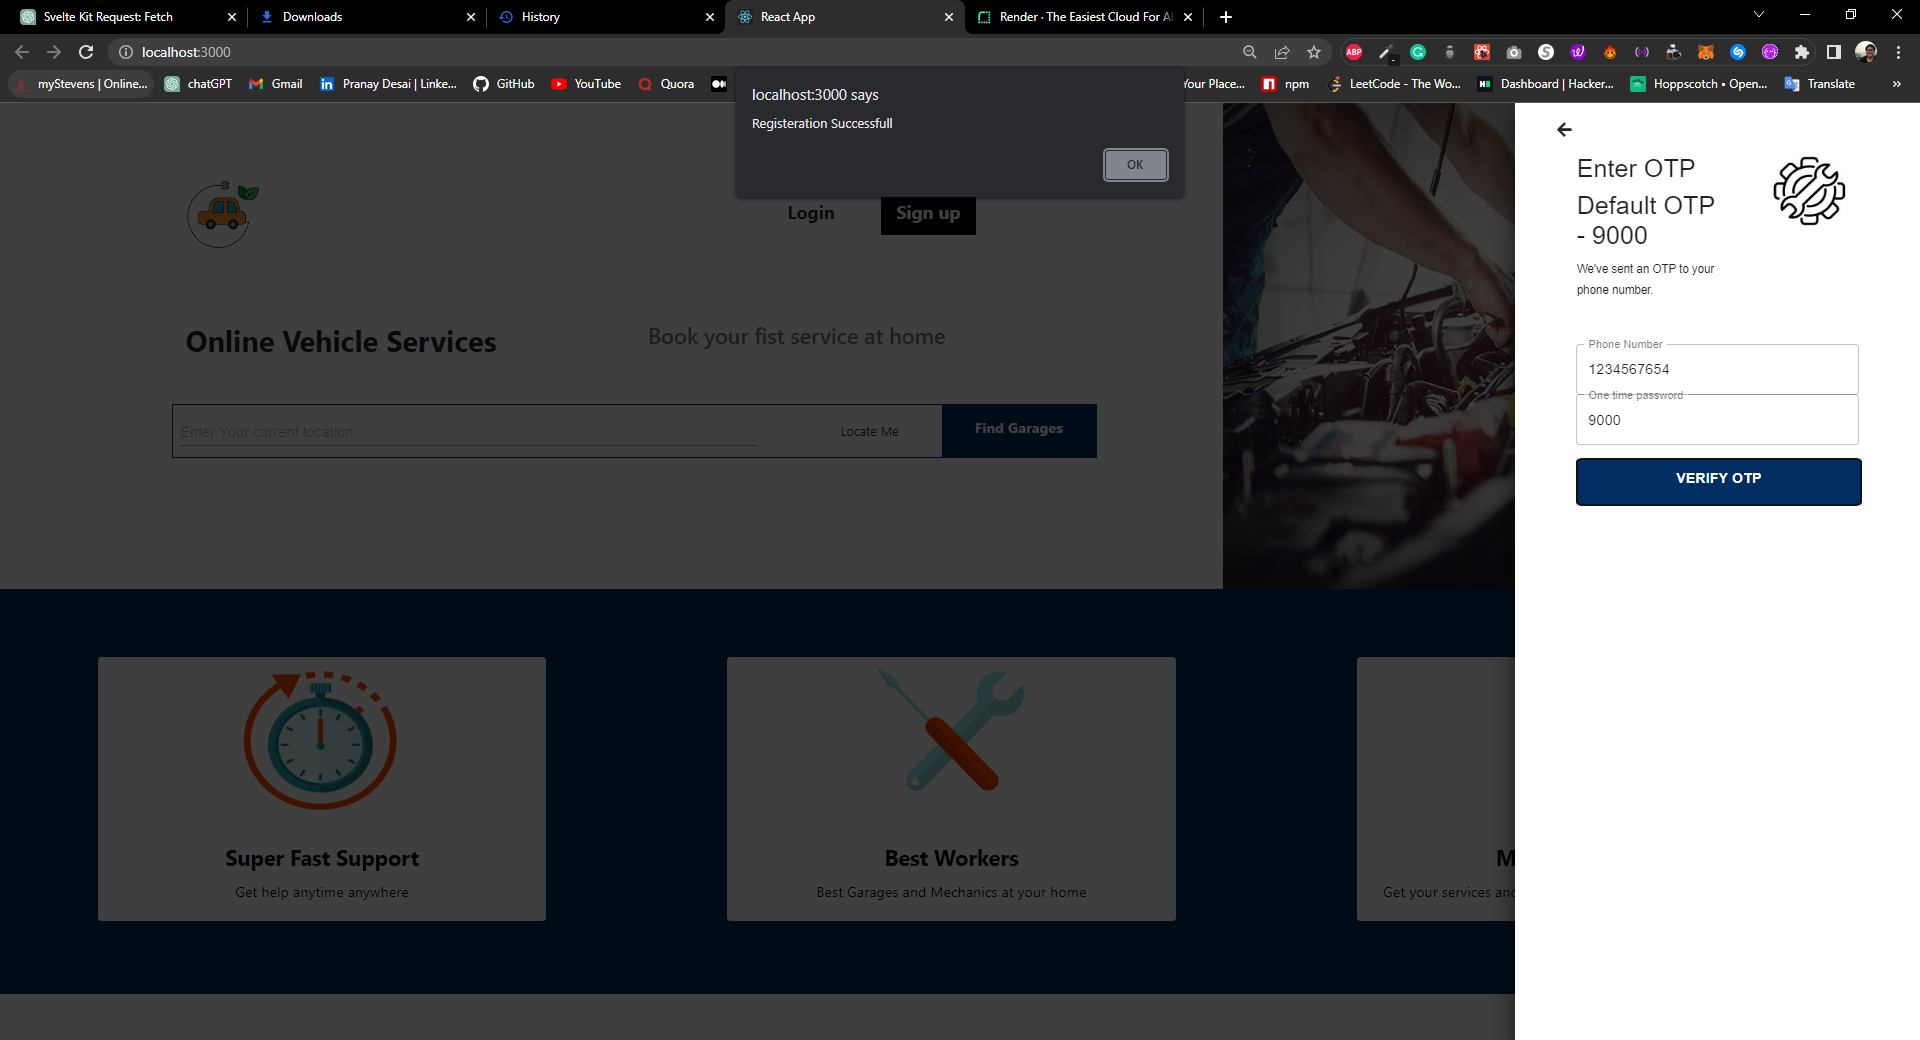 Svelte Kit Request: Fetch
Downloads
History
React App
Render · The Easiest Cloud For Al
localhost:3000
myStevens | Online...
chatGPT
Gmail
Pranay Desai | Linke...
GitHub
YouTube
Quora
Your Place...
npm
LeetCode - The Wo...
Dashboard | Hacker...
Hoppscotch • Open...
Translate
»
localhost:3000 says
Registeration Successfull
OK
Login
Sign up
Online Vehicle Services
Book your fist service at home
Enter Your current location
Locate Me
Find Garages
Super Fast Support
Get help anytime anywhere
Best Workers
Best Garages and Mechanics at your home
M
Get your services and
Enter OTP
Default OTP
- 9000
We've sent an OTP to your
phone number.
Phone Number
1234567654
One time password
9000
VERIFY OTP